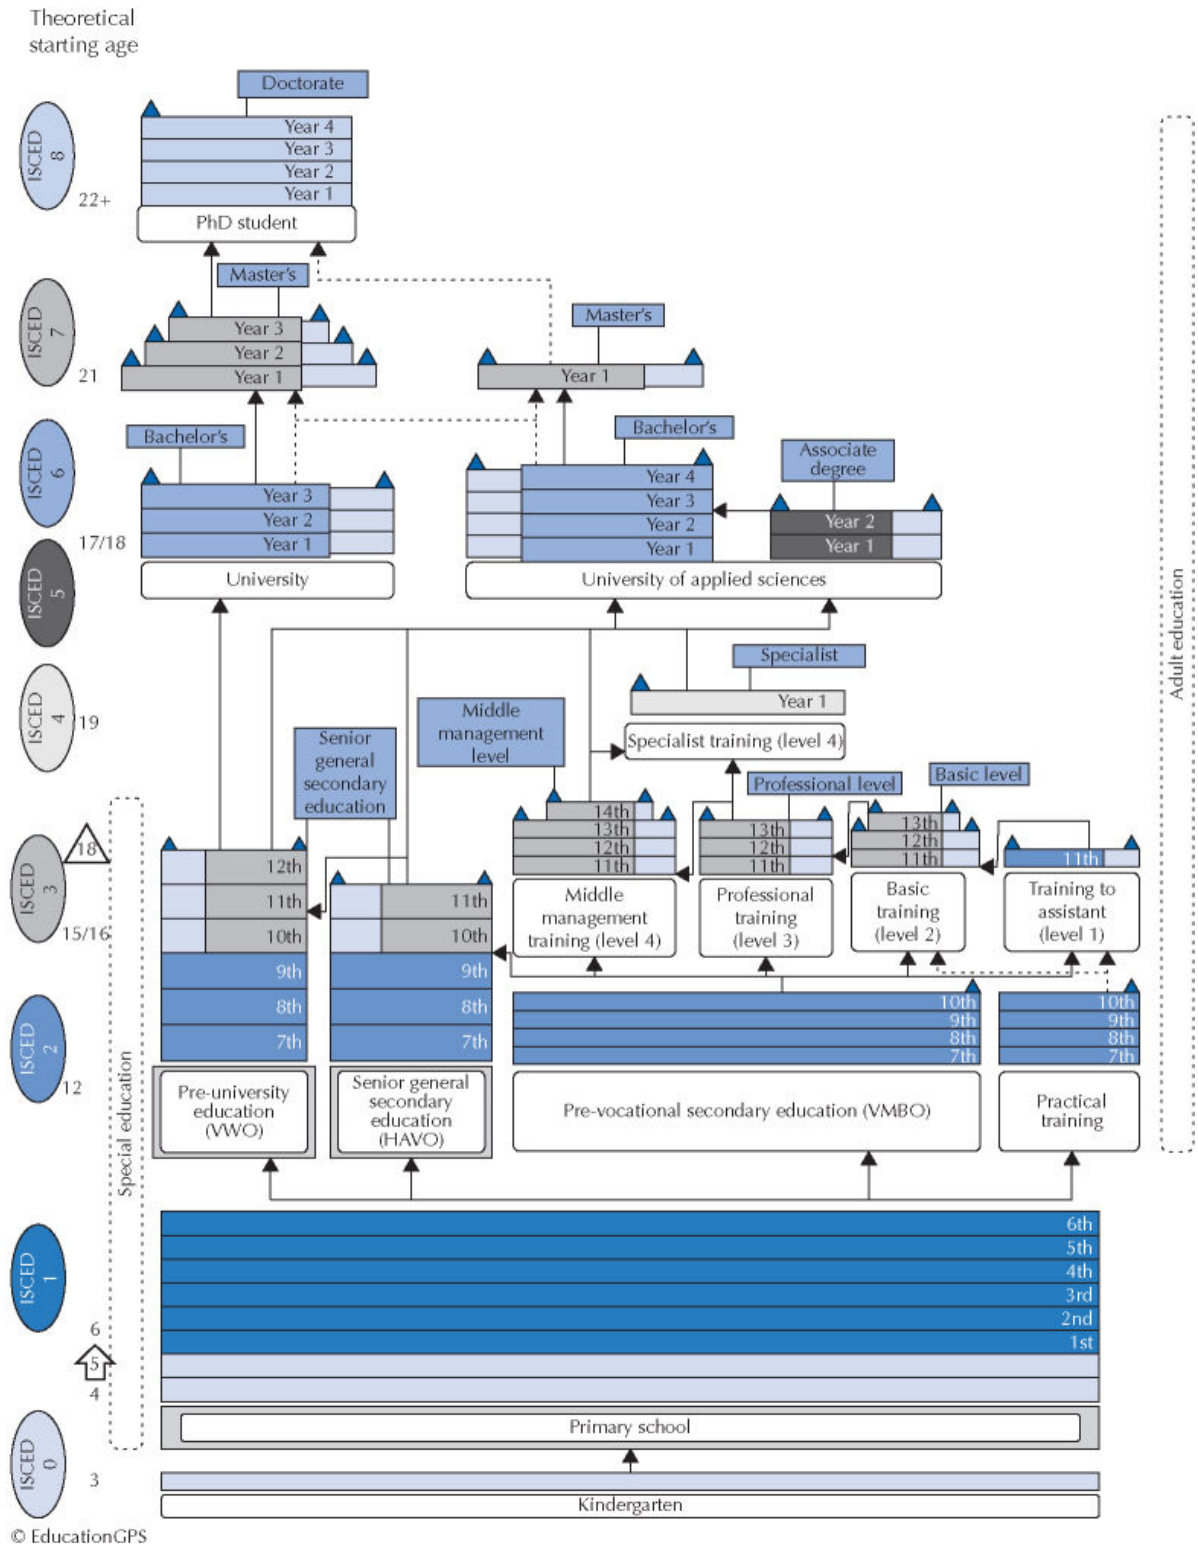 Theoretical
starting age
Doctorate
ISCED
8
Year 4
Year 3
Year 2
Year 1
22+
PhD student
Master's
Master's
ISCED
7
Year 3
Year 2
Year 1
Year 1
21
Bachelor's
Bachelor's
Associate
degree
ISCED
6
Year 3
Year 2
Year 1
Year 4
Year 3
Year 2
Year 1
Year 2
Year 1
17/18
University
University of applied sciences
ISCED
5
Specialist
ISCED
4
19
Year 1
Specialist training (level 4)
Middle
management
level
Senior
general
secondary
education
Professional level
Basic level
14th
13th
12th
11th
13th
12th
11th
13th
12th
11th
11th
ISCED
3
18
15/16
12th
11th
10th
9th
8th
7th
11th
10th
9th
8th
7th
Middle
management
training (level 4)
Professional
training
(level 3)
Basic
training
(level 2)
Training to
assistant
(level 1)
10th
9th
8th
7th
10th
9th
8th
7th
ISCED
2
12
Pre-university
education
(VWO)
Senior general
secondary
education
(HAVO)
Pre-vocational secondary education (VMBO)
Practical
training
Special education
Adult education
ISCED
1
6th
5th
4th
3rd
2nd
1st
6
5
4
Primary school
ISCED
0
3
Kindergarten
© EducationGPS